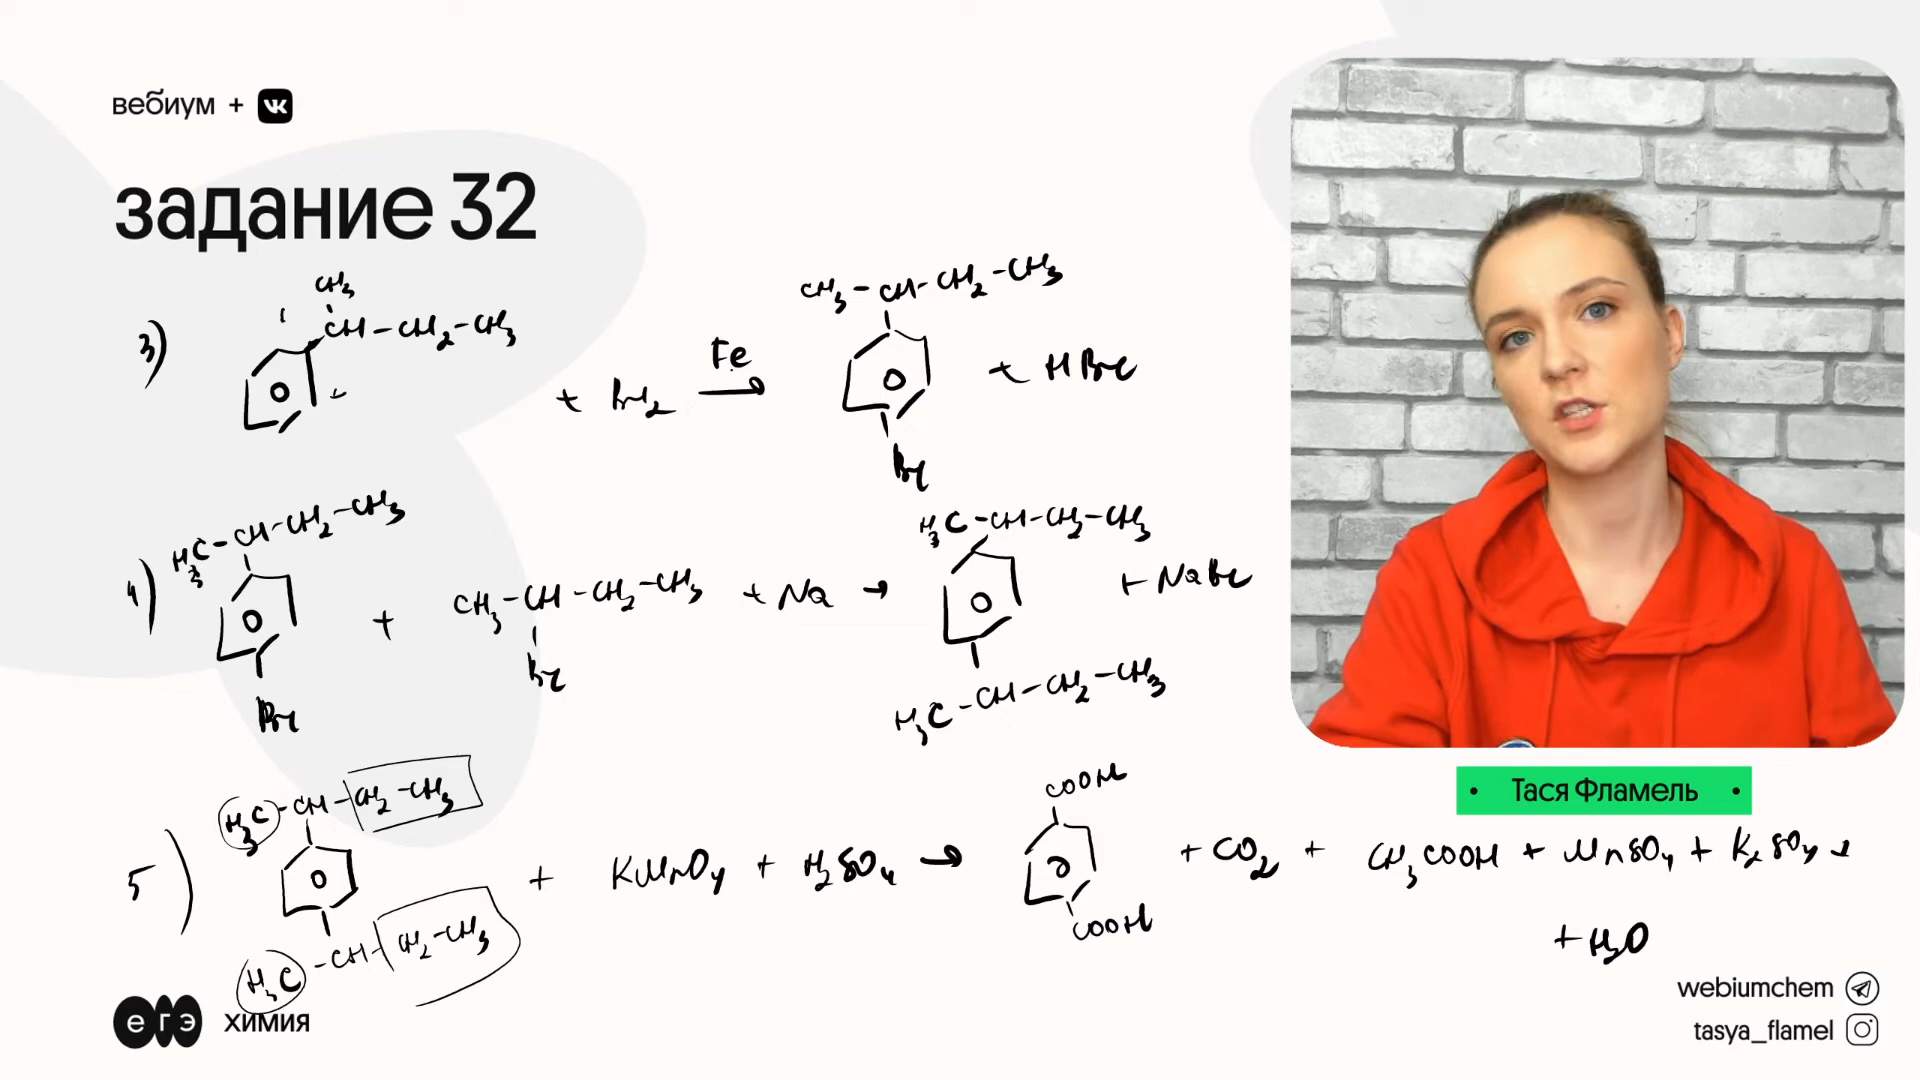 вебиум +
задание 32
CH3
3) CH-CH2-CH3 + Br2 Fe CH3-CH-CH2-CH3 + HBr
Br
4) H3C-CH-CH2-CH3 Br + CH3-CH-CH2-CH3 Br + Na → H3C-CH-CH2-CH3 + NaBr
H3C-CH-CH2-CH3
5) H3C-CH-CH2-CH3 + KMnO4 + H2SO4 → COOH COOH + CO2 + CH3COOH + MnSO4 + K2SO4 +
H3C-CH-CH2-CH3
+ H2O
• Тася Фламель •
егэ химия
webiumchem
tasya_flamel